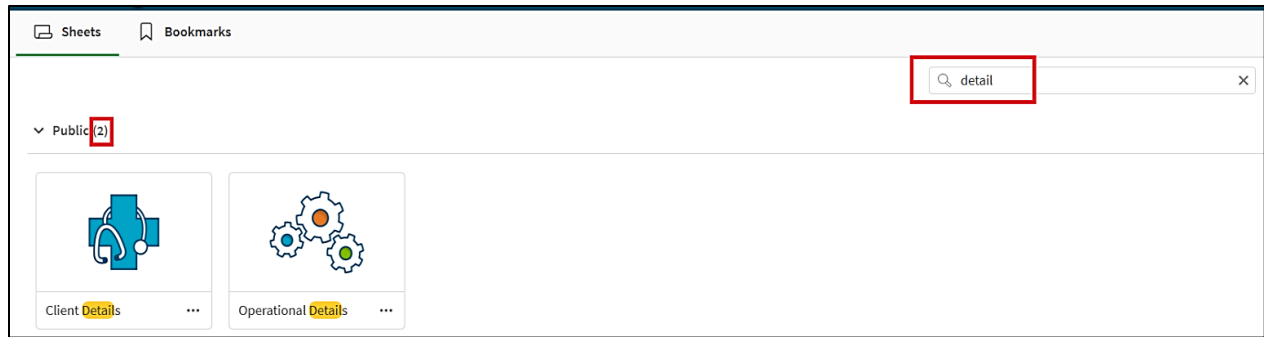 Sheets Bookmarks
detail
Public (2)
Client Details
Operational Details